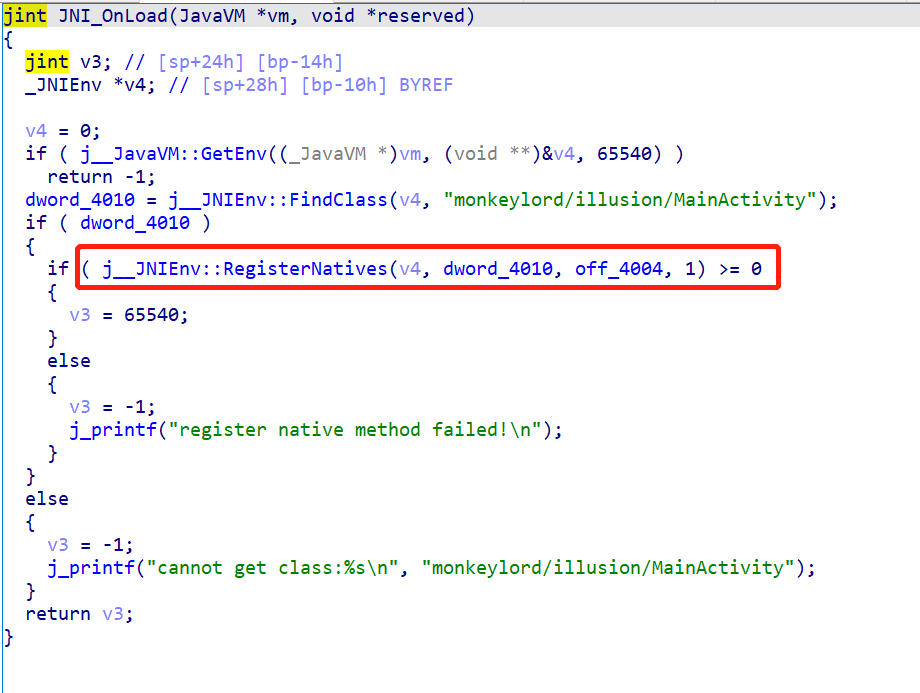 jint JNI_OnLoad(JavaVM *vm, void *reserved)
{
  jint v3; // [sp+24h] [bp-14h]
  _JNIEnv *v4; // [sp+28h] [bp-10h] BYREF

  v4 = 0;
  if ( j__JavaVM::GetEnv((_JavaVM *)vm, (void **)&v4, 65540) )
    return -1;
  dword_4010 = j__JNIEnv::FindClass(v4, "monkeylord/illusion/MainActivity");
  if ( dword_4010 )
  {
    if ( j__JNIEnv::RegisterNatives(v4, dword_4010, off_4004, 1) >= 0
    {
      v3 = 65540;
    }
    else
    {
      v3 = -1;
      j_printf("register native method failed!\n");
    }
  }
  else
  {
    v3 = -1;
    j_printf("cannot get class:%s\n", "monkeylord/illusion/MainActivity");
  }
  return v3;
}